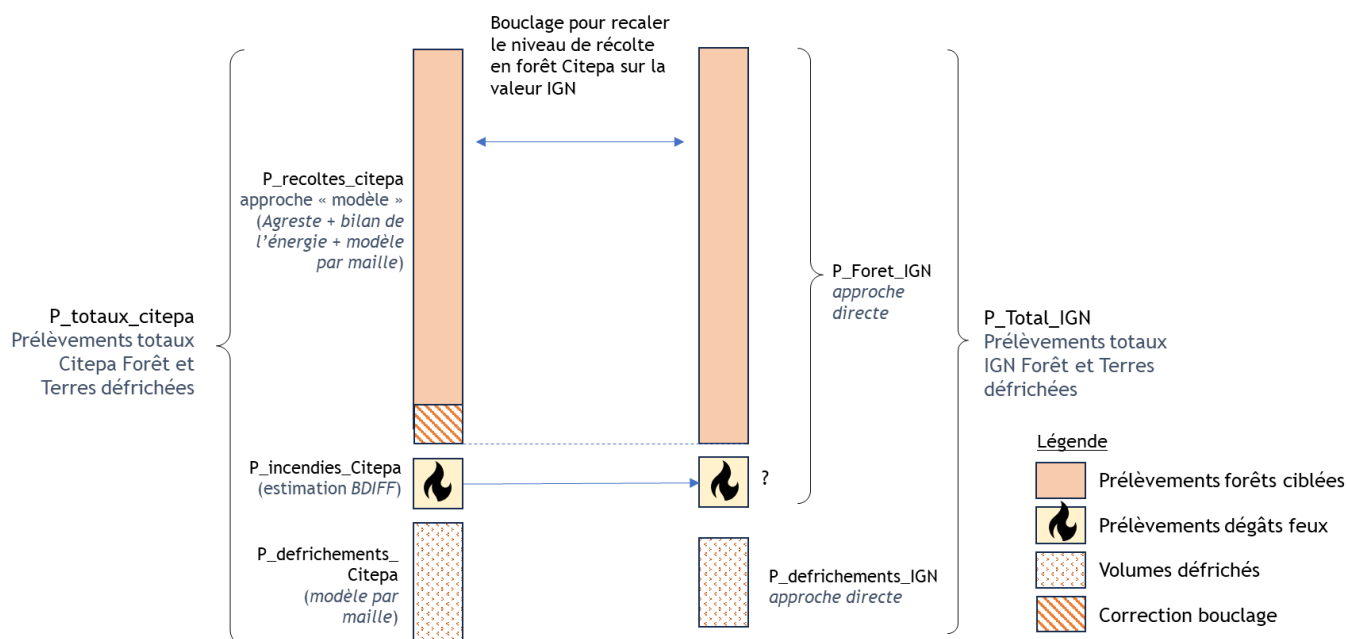 Bouclage pour recaler
le niveau de récolte
en forêt Citepa sur la
valeur IGN
P_recoltes_citepa
approche « modèle »
(Agreste + bilan de
l'énergie + modèle
par maille)
P_totaux_citepa
Prélèvements totaux
Citepa Forêt et
Terres défrichées
P_Foret_IGN
approche
directe
P_Total_IGN
Prélèvements totaux
IGN Forêt et Terres
défrichées
P_incendies_Citepa
(estimation BDIFF)
?
P_defrichements_
Citepa
(modèle par
maille)
P_defrichements_IGN
approche directe
Légende
Prélèvements forêts ciblées
Prélèvements dégâts feux
Volumes défrichés
Correction bouclage